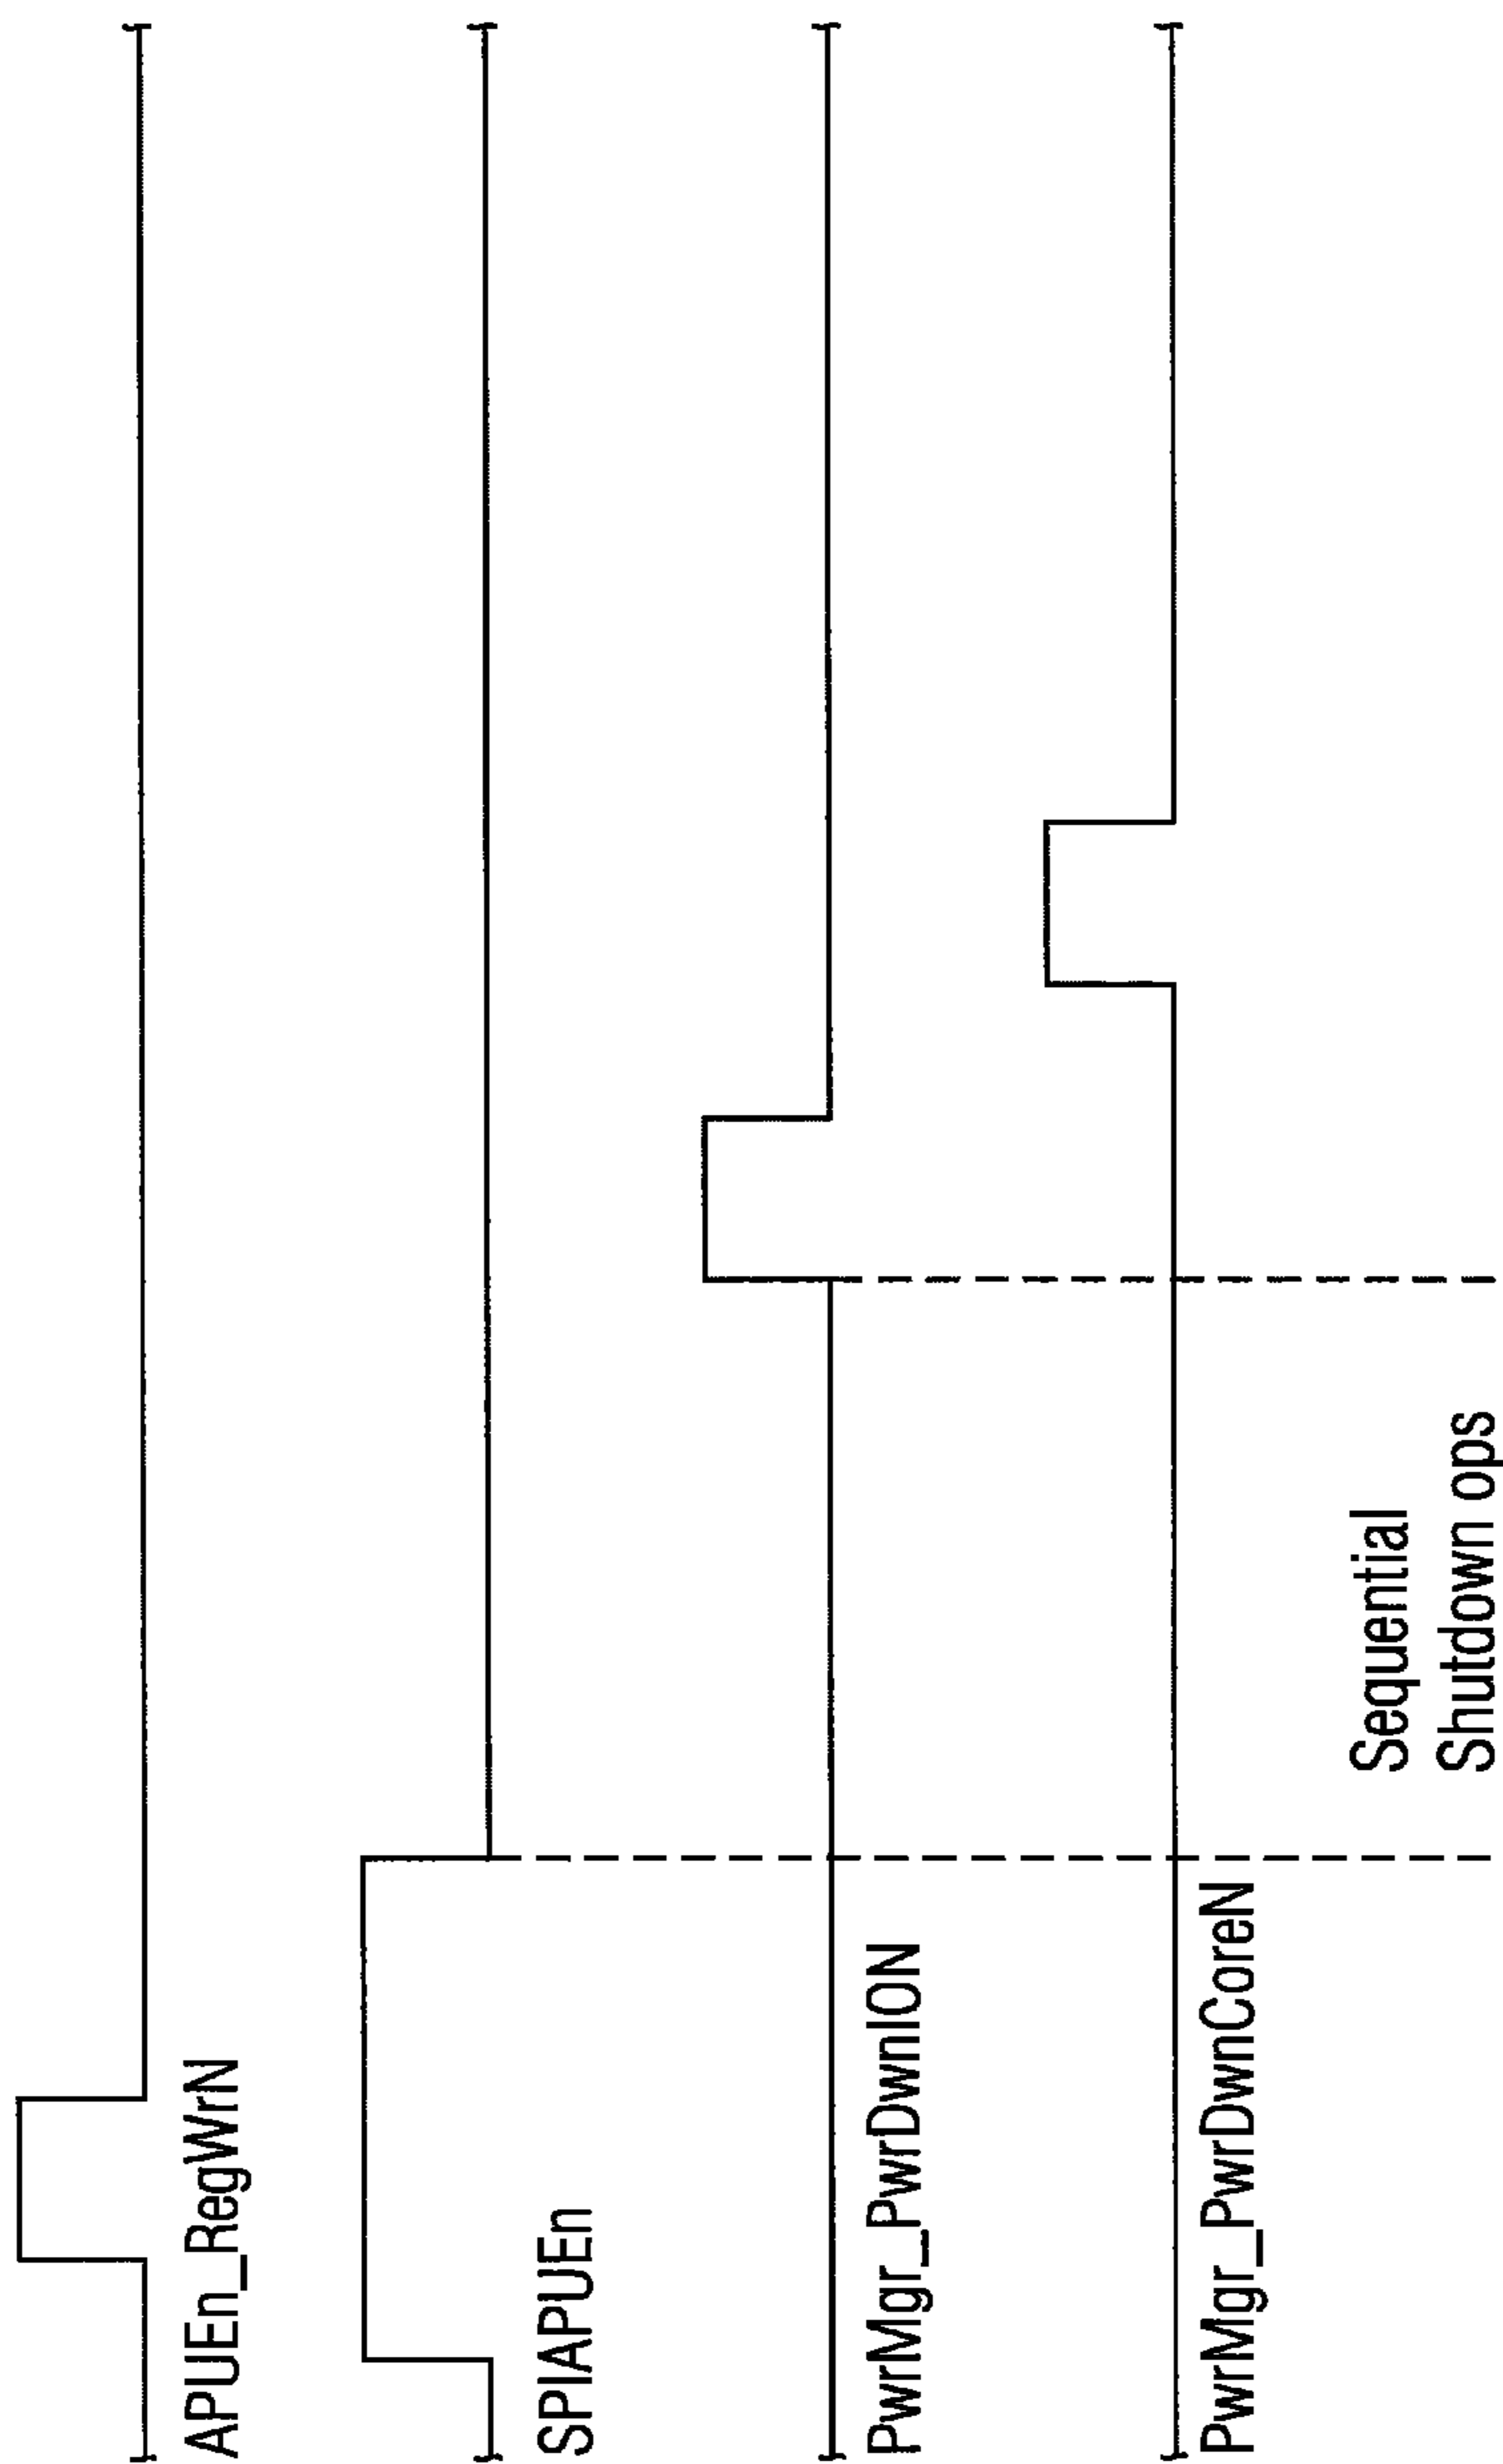 APUEn_RegWrN
SPIAPUEn
PwrMgr_PwrDwnION
PwrMgr_PwrDwnCoreN
Sequential
Shutdown ops